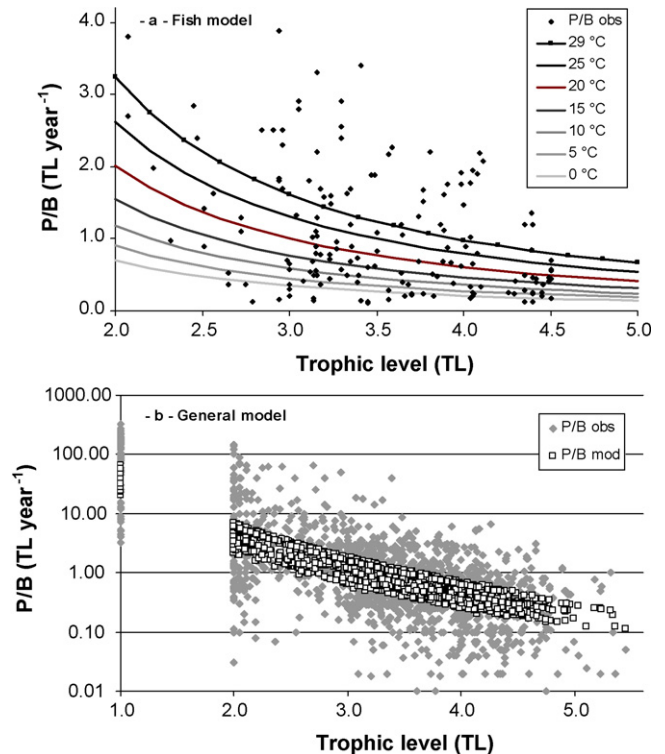 - a - Fish model
P/B obs
29 °C
25 °C
20 °C
15 °C
10 °C
5 °C
0 °C
4.0
3.0
2.0
1.0
0.0
P/B (TL year⁻¹)
2.0 2.5 3.0 3.5 4.0 4.5 5.0
Trophic level (TL)
- b - General model
P/B obs
P/B mod
1000.00
100.00
10.00
1.00
0.10
0.01
P/B (TL year⁻¹)
1.0 2.0 3.0 4.0 5.0
Trophic level (TL)